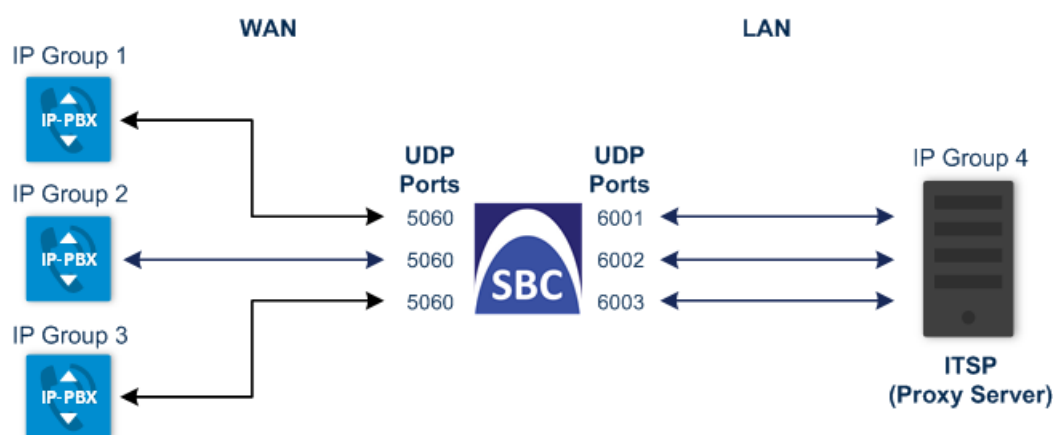 WAN
LAN
IP Group 1
IP-PBX
UDP
Ports
UDP
Ports
IP Group 4
IP Group 2
5060
6001
IP-PBX
5060
SBC
6002
5060
6003
IP Group 3
IP-PBX
ITSP
(Proxy Server)